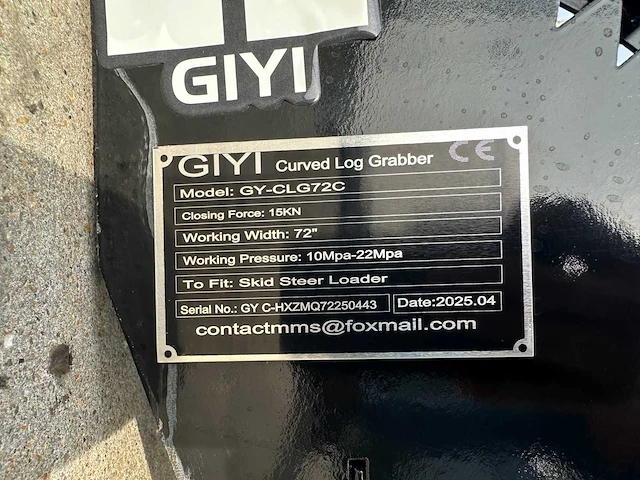 GIYI
GIYI Curved Log Grabber CE
Model: GY-CLG72C
Closing Force: 15KN
Working Width: 72"
Working Pressure: 10Mpa-22Mpa
To Fit: Skid Steer Loader
Serial No.: GY C-HXZMQ72250443 Date:2025.04
contactmms@foxmail.com